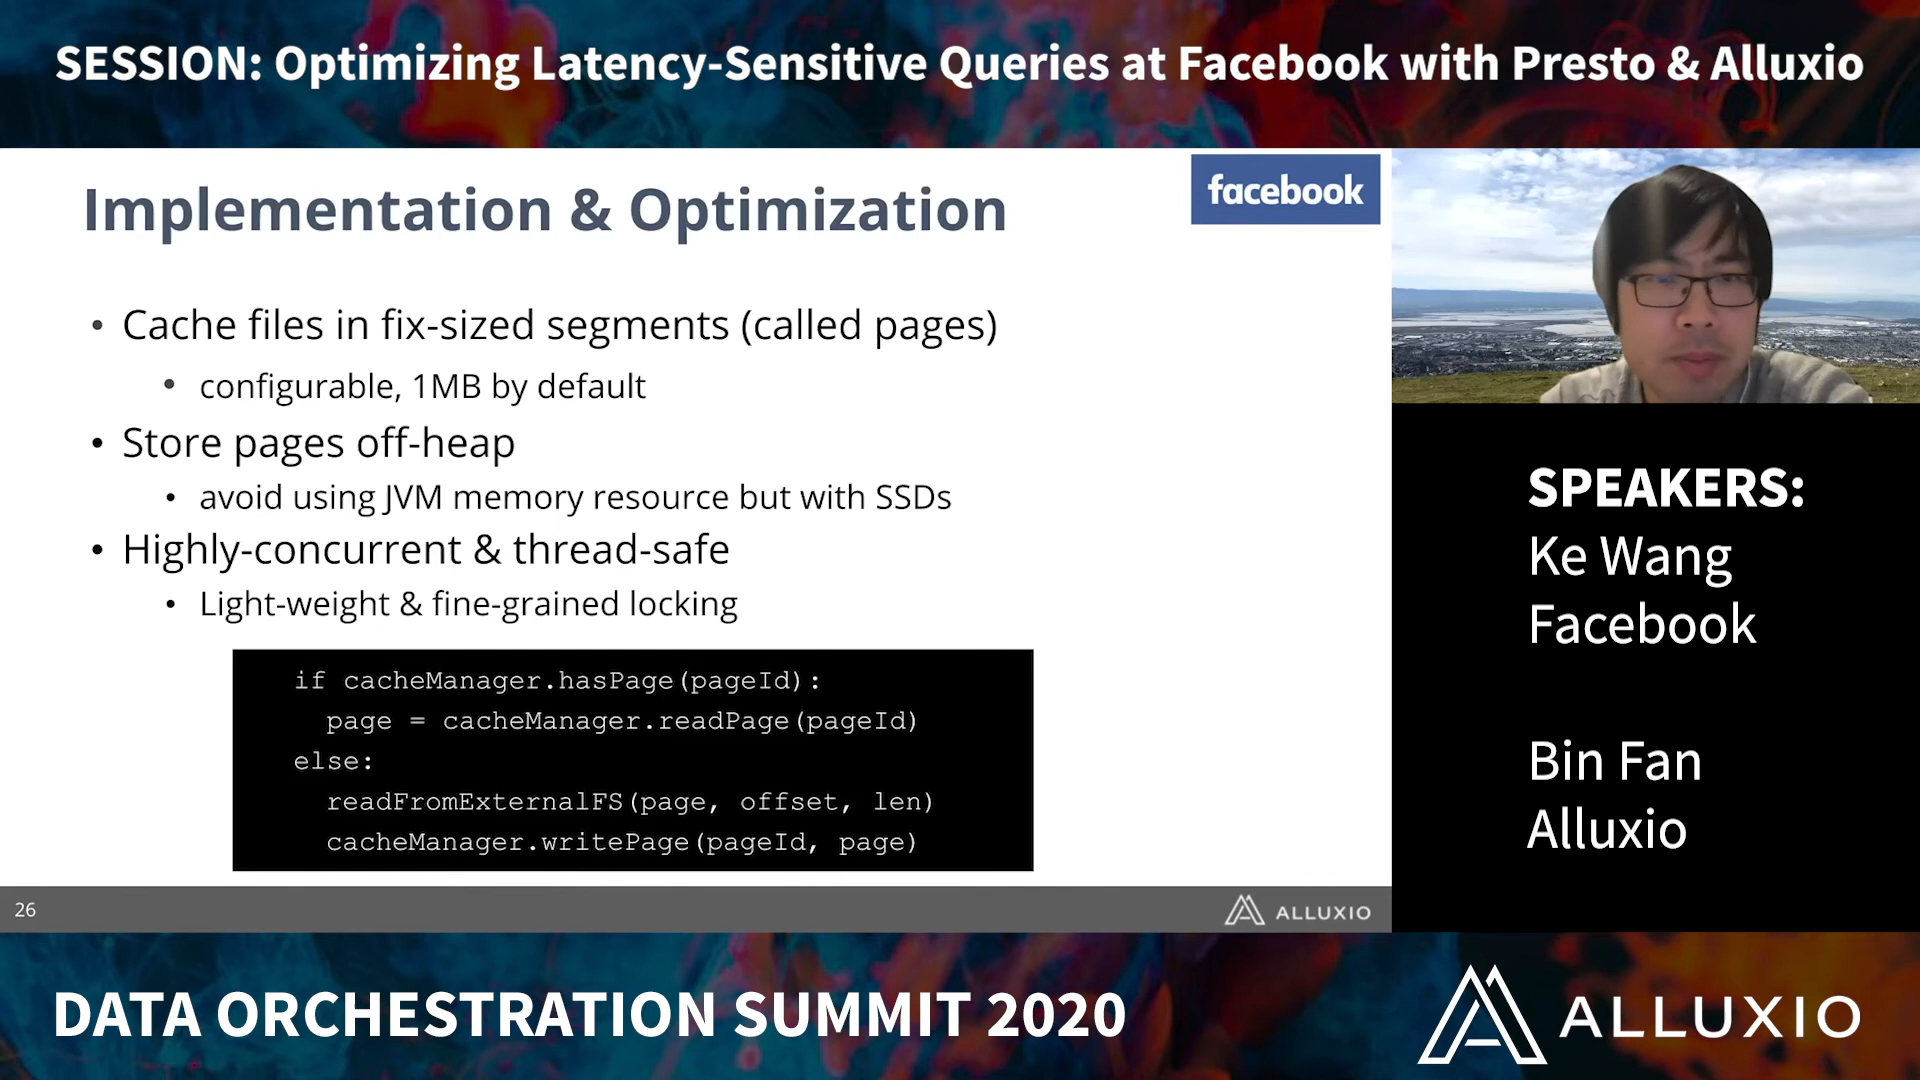 SESSION: Optimizing Latency-Sensitive Queries at Facebook with Presto & Alluxio
Implementation & Optimization
facebook
• Cache files in fix-sized segments (called pages)
• configurable, 1MB by default
• Store pages off-heap
• avoid using JVM memory resource but with SSDs
• Highly-concurrent & thread-safe
• Light-weight & fine-grained locking
if cacheManager.hasPage(pageId):
page = cacheManager.readPage(pageId)
else:
readFromExternalFS(page, offset, len)
cacheManager.writePage(pageId, page)
26
ALLUXIO
SPEAKERS:
Ke Wang
Facebook
Bin Fan
Alluxio
DATA ORCHESTRATION SUMMIT 2020
ALLUXIO